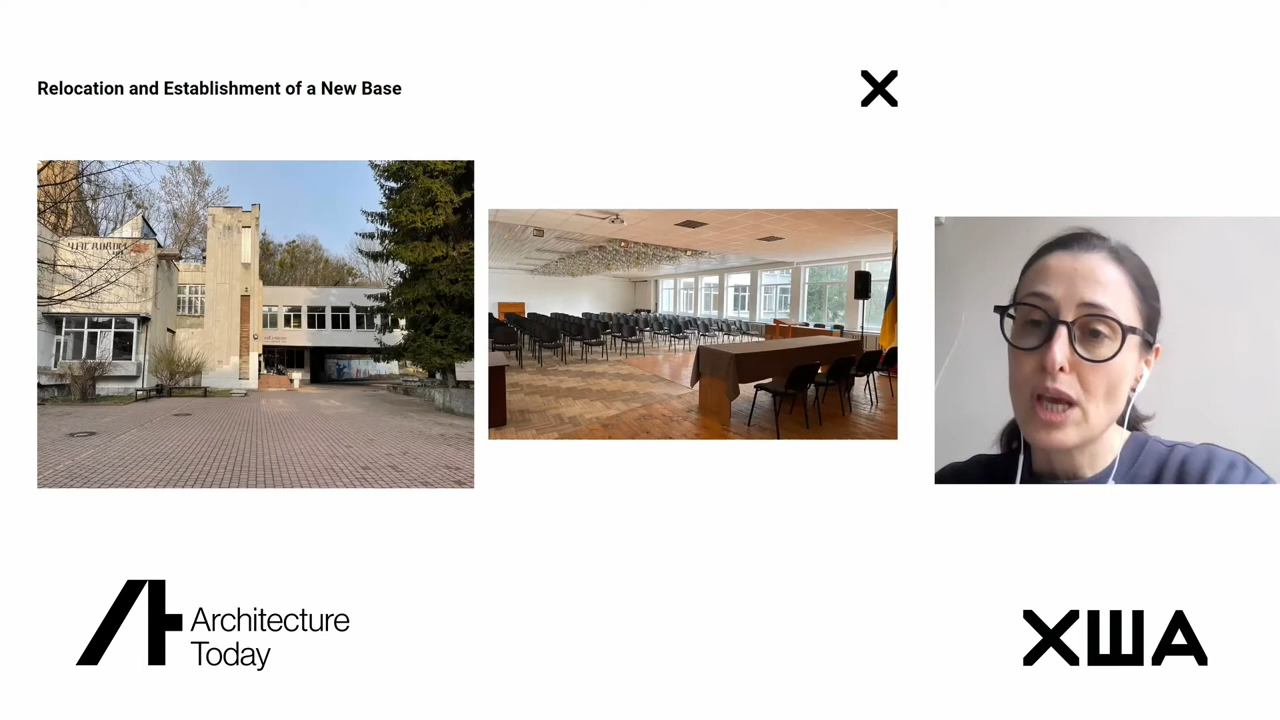 Relocation and Establishment of a New Base
X
Architecture
Today
ХША